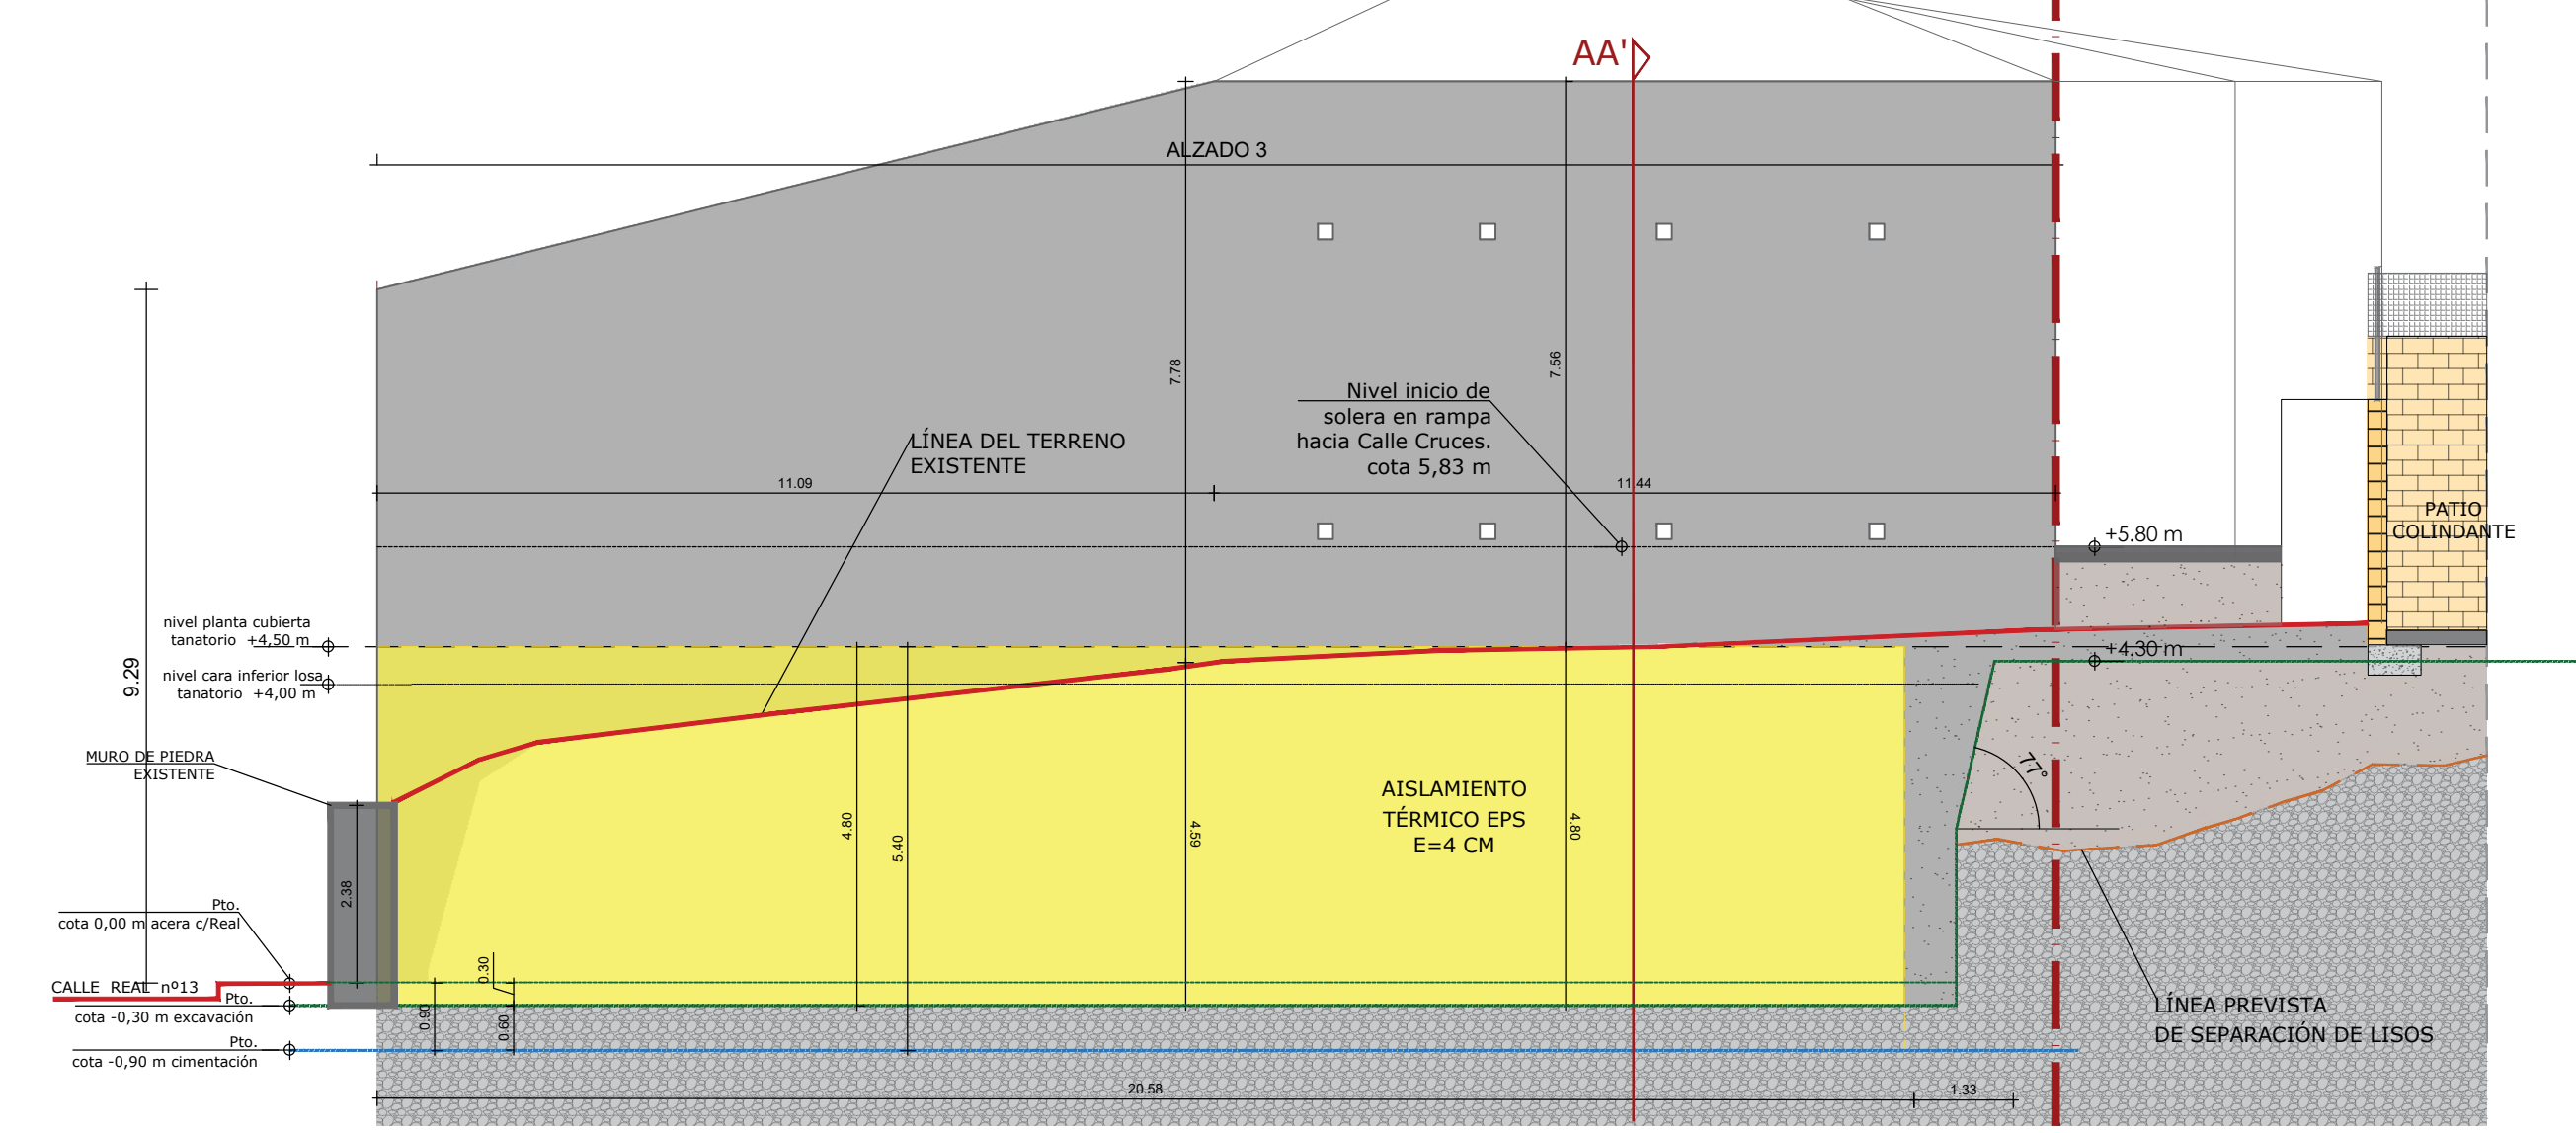 AA'
ALZADO 3
7.78
7.56
Nivel inicio de
solera en rampa
hacia Calle Cruces.
cota 5,83 m
LÍNEA DEL TERRENO
EXISTENTE
11.09
11.44
PATIO
COLINDANTE
+5.80 m
nivel planta cubierta
tanatorio +4,50 m
+4.30 m
nivel cara inferior losa
tanatorio +4,00 m
9.29
MURO DE PIEDRA
EXISTENTE
77°
AISLAMIENTO
TÉRMICO EPS
E=4 CM
4.80
5.40
4.59
4.80
2.38
Pto.
cota 0,00 m acera c/Real
0.30
CALLE REAL nº13
Pto.
cota -0,30 m excavación
0.90
0.60
LÍNEA PREVISTA
DE SEPARACIÓN DE LISOS
Pto.
cota -0,90 m cimentación
20.58
1.33